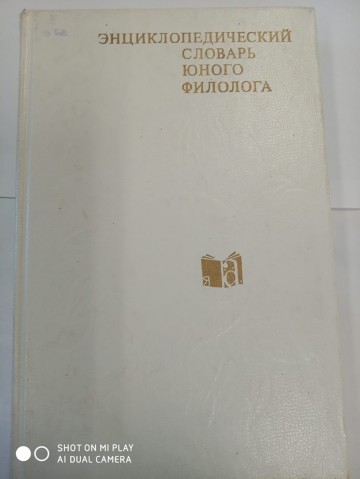 ЭНЦИКЛОПЕДИЧЕСКИЙ
СЛОВАРЬ
ЮНОГО
ФИЛОЛОГА
а
Я
SHOT ON MI PLAY
AI DUAL CAMERA